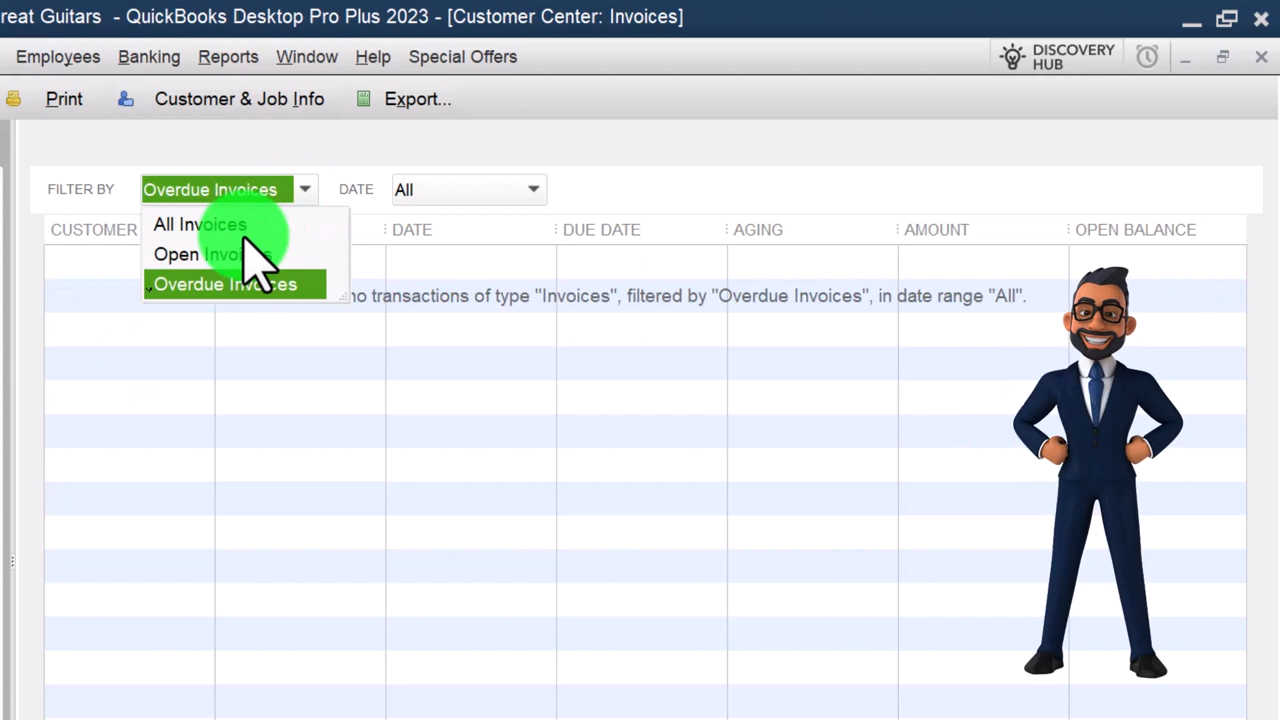 reat Guitars - QuickBooks Desktop Pro Plus 2023 - [Customer Center: Invoices]
Employees Banking Reports Window Help Special Offers DISCOVERY HUB
Print Customer & Job Info Export...
FILTER BY Overdue Invoices DATE All
All Invoices
Open
Overdue Invoices
CUSTOMER DATE DUE DATE AGING AMOUNT OPEN BALANCE
no transactions of type "Invoices", filtered by "Overdue Invoices", in date range "All".